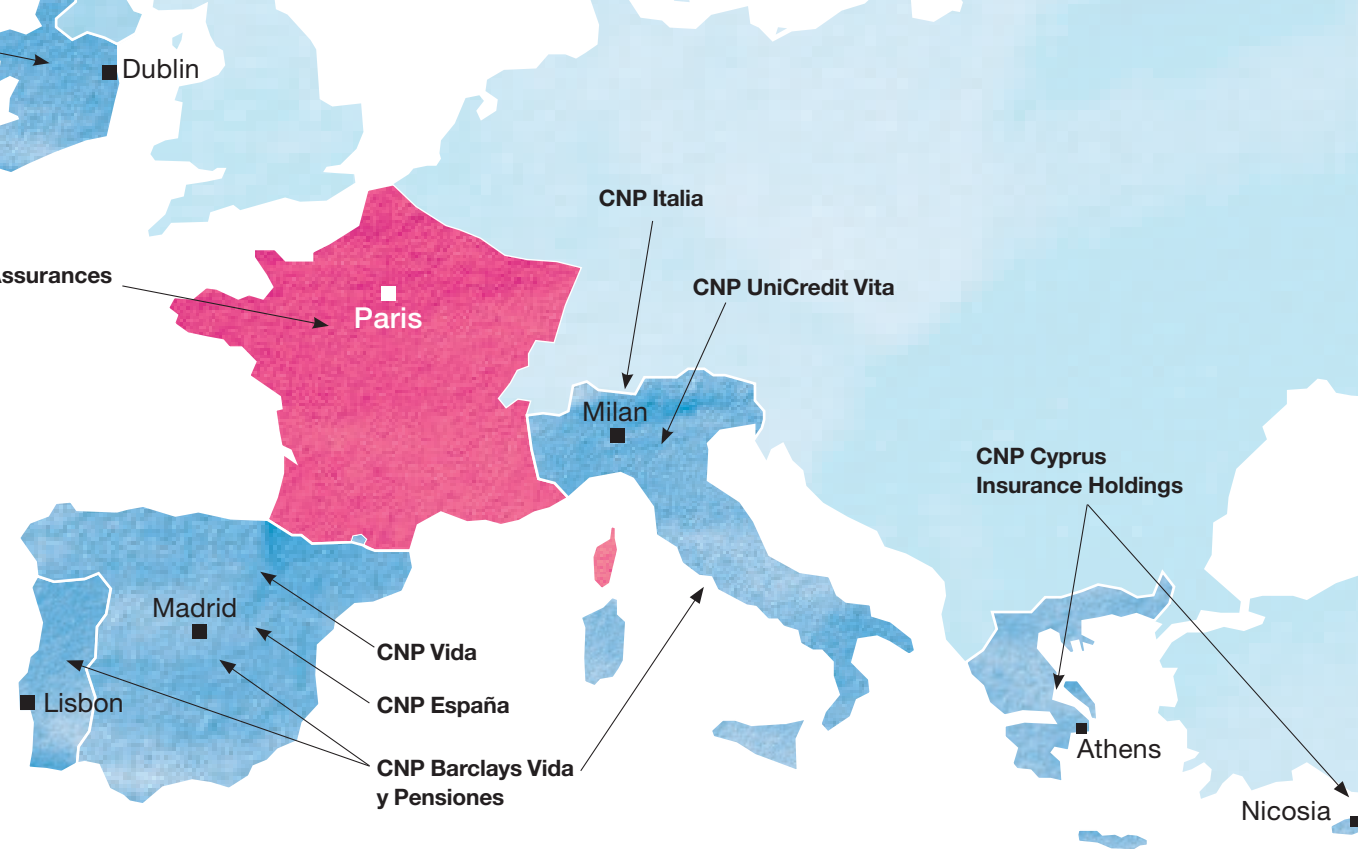 Dublin
CNP Italia
Assurances
CNP UniCredit Vita
Paris
Milan
CNP Cyprus
Insurance Holdings
Madrid
CNP Vida
CNP España
Lisbon
CNP Barclays Vida
y Pensiones
Athens
Nicosia